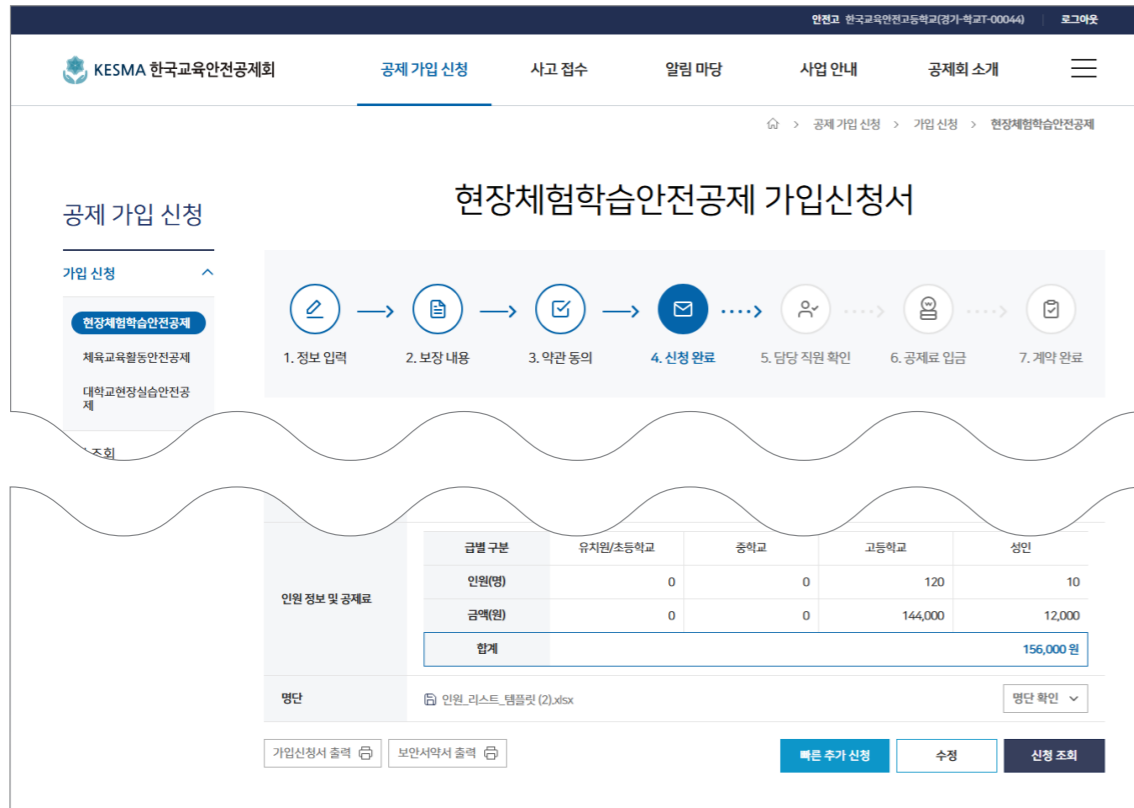 안전고 한국교육안전고등학교(경기-학교T-00044) 로그아웃
KESMA 한국교육안전공제회 공제 가입 신청 사고 접수 알림 마당 사업 안내 공제회 소개
> 공제 가입 신청 > 가입 신청 > 현장체험학습안전공제
공제 가입 신청
현장체험학습안전공제 가입신청서
가입 신청
현장체험학습안전공제
체육교육활동안전공제
대학교현장실습안전공
제
1. 정보 입력 2. 보장 내용 3. 약관 동의 4. 신청 완료 5. 담당 직원 확인 6. 공제료 입금 7. 계약 완료
조회
인원 정보 및 공제료
급별 구분 유치원/초등학교 중학교 고등학교 성인
인원(명) 0 0 120 10
금액(원) 0 0 144,000 12,000
합계 156,000 원
명단 인원_리스트_템플릿 (2).xlsx 명단 확인
가입신청서 출력 보안서약서 출력 빠른 추가 신청 수정 신청 조회